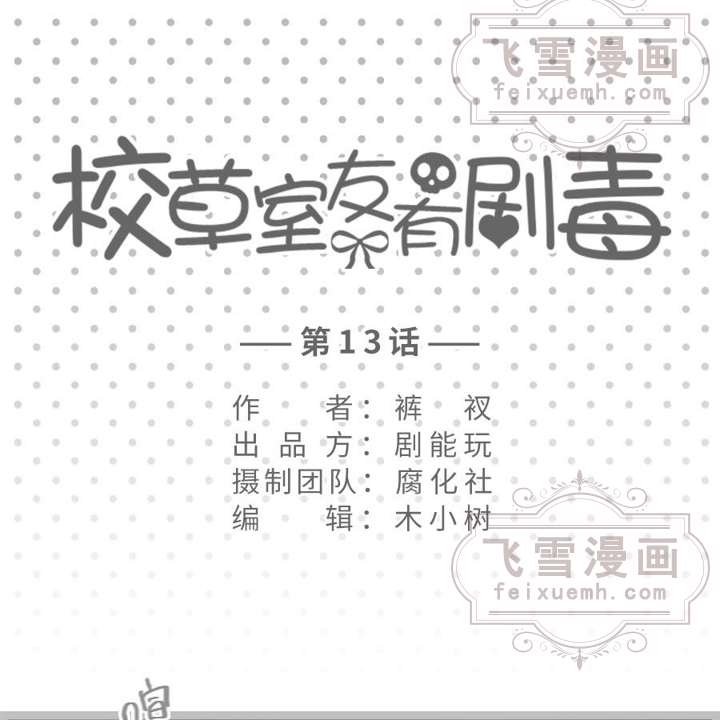 飞雪漫画
feixuemh.com
校草室友有剧毒
第13话
作者：裤衩
出品方：剧能玩
摄制团队：腐化社
编辑：木小树
飞雪漫画
feixuemh.com